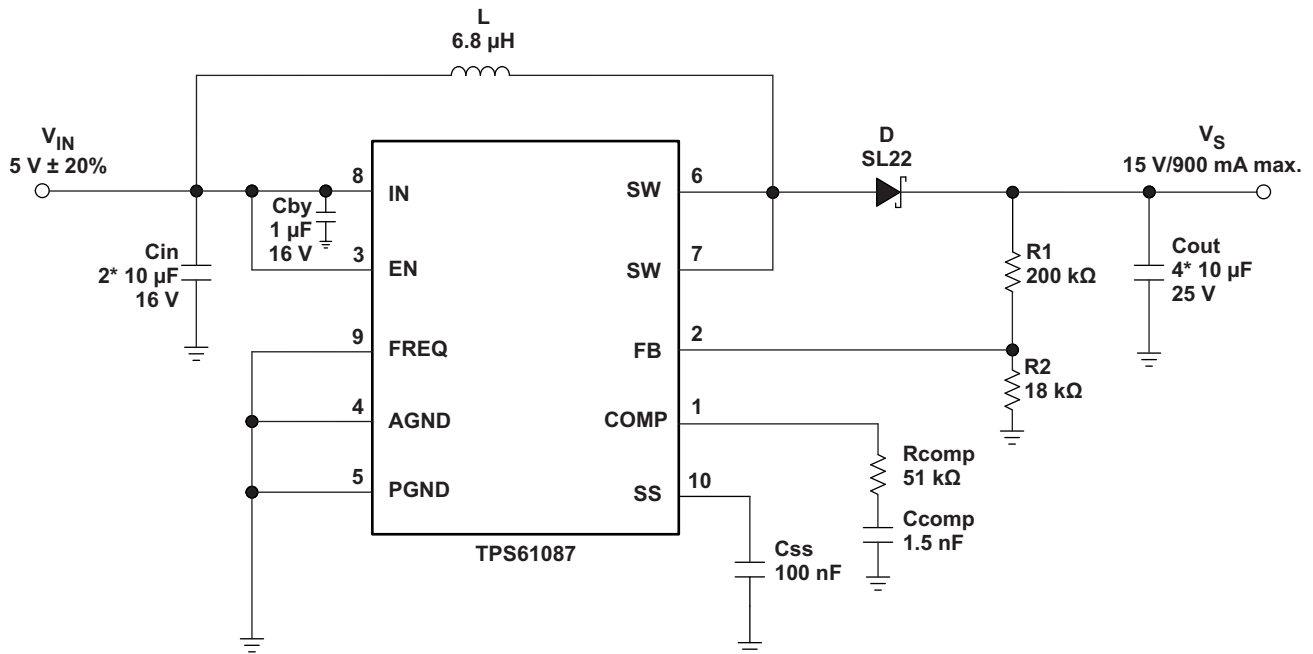 L
6.8 µH
V_IN
5 V ± 20%
Cin
2* 10 µF
16 V
Cby
1 µF
16 V
8
IN
3
EN
9
FREQ
4
AGND
5
PGND
SW
6
SW
7
FB
2
COMP
1
SS
10
TPS61087
D
SL22
V_S
15 V/900 mA max.
R1
200 kΩ
Cout
4* 10 µF
25 V
R2
18 kΩ
Rcomp
51 kΩ
Ccomp
1.5 nF
Css
100 nF